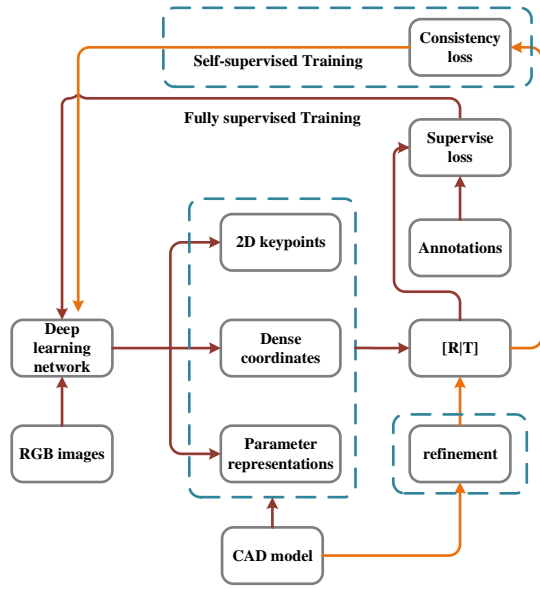 Consistency
loss
Self-supervised Training
Fully supervised Training
Supervise
loss
2D keypoints
Annotations
Deep
learning
network
Dense
coordinates
[R|T]
RGB images
Parameter
representations
refinement
CAD model